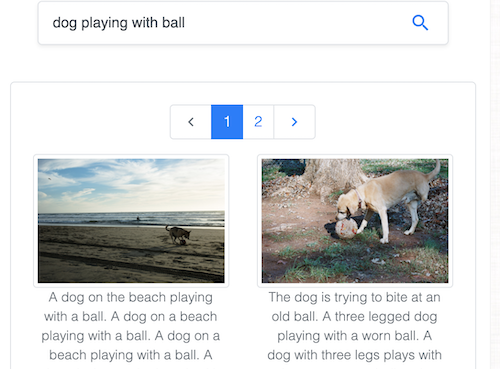 dog playing with ball
1 2
A dog on the beach playing
with a ball. A dog on a beach
playing with a ball. A dog on a
beach playing with a ball. A
The dog is trying to bite at an
old ball. A three legged dog
playing with a worn ball. A
dog with three legs plays with